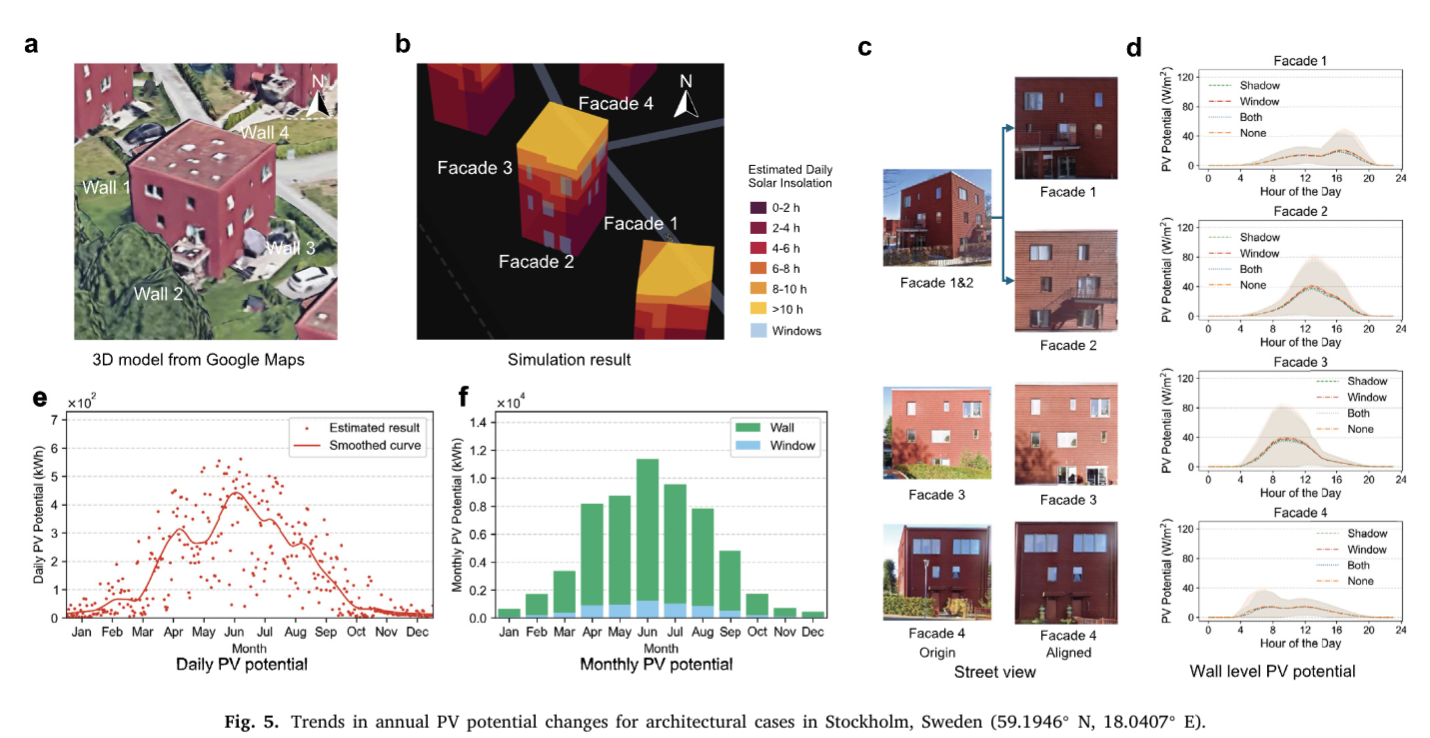 a
N
Wall 4
Wall 1
Wall 3
Wall 2
3D model from Google Maps
b
N
Facade 4
Facade 3
Facade 1
Facade 2
Simulation result
Estimated Daily
Solar Insolation
0-2 h
2-4 h
4-6 h
6-8 h
8-10 h
>10 h
Windows
c
Facade 1
Facade 1&2
Facade 2
Facade 3
Facade 3
Facade 4
Origin
Facade 4
Aligned
Street view
d
Facade 1
PV Potential (W/m²)
120
80
40
0
Shadow
Window
Both
None
0 4 8 12 16 20 24
Hour of the Day
Facade 2
PV Potential (W/m²)
120
80
40
0
Shadow
Window
Both
None
0 4 8 12 16 20 24
Hour of the Day
Facade 3
PV Potential (W/m²)
120
80
40
0
Shadow
Window
Both
None
0 4 8 12 16 20 24
Hour of the Day
Facade 4
PV Potential (W/m²)
120
80
40
0
Shadow
Window
Both
None
0 4 8 12 16 20 24
Hour of the Day
Wall level PV potential
e
×10²
Daily PV Potential (kWh)
7
6
5
4
3
2
1
0
Estimated result
Smoothed curve
Jan Feb Mar Apr May Jun Jul Aug Sep Oct Nov Dec
Month
Daily PV potential
f
×10⁴
Monthly PV Potential (kWh)
1.4
1.2
1.0
0.8
0.6
0.4
0.2
0.0
Wall
Window
Jan Feb Mar Apr May Jun Jul Aug Sep Oct Nov Dec
Month
Monthly PV potential
Fig. 5. Trends in annual PV potential changes for architectural cases in Stockholm, Sweden (59.1946° N, 18.0407° E).